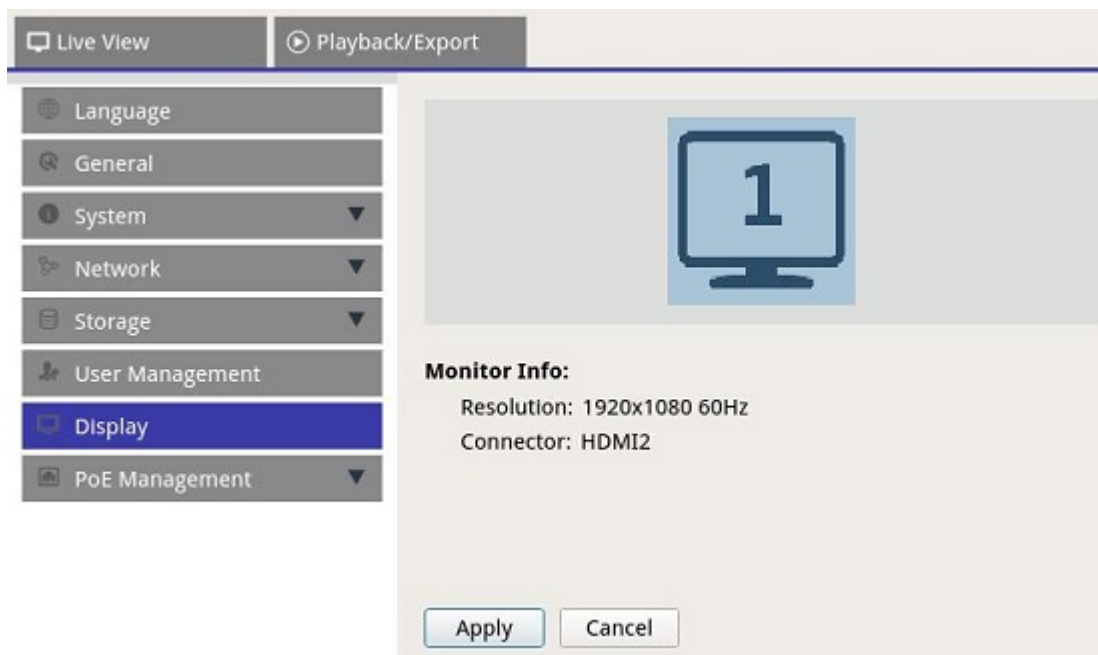 Live View
Playback/Export
Language
General
System
Network
Storage
User Management
Display
PoE Management
1
Monitor Info:
Resolution: 1920x1080 60Hz
Connector: HDMI2
Apply
Cancel